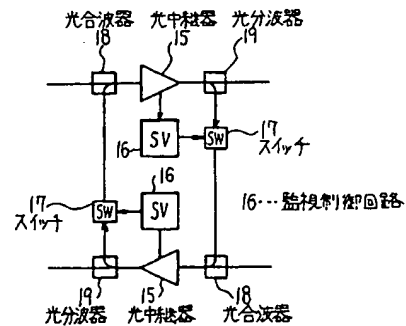 光合波器
18
光中継器
15
光分波器
19
SV
16
SW
17
スイッチ
16
SV
17
スイッチ
SW
16…監視制御回路
19
光分波器
15
光中継器
18
光合波器